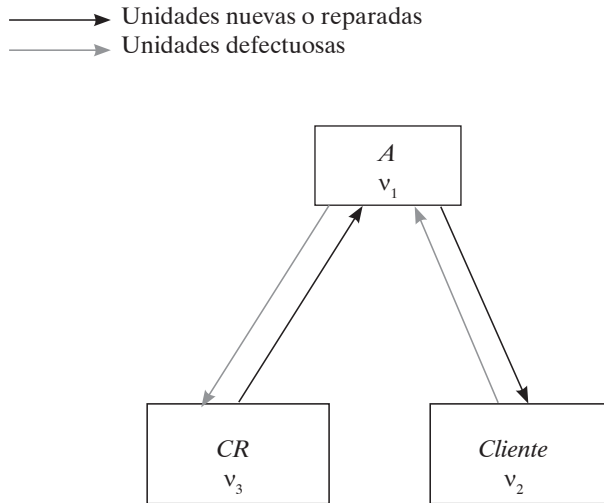 Unidades nuevas o reparadas
Unidades defectuosas
A
ν₁
CR
ν₃
Cliente
ν₂